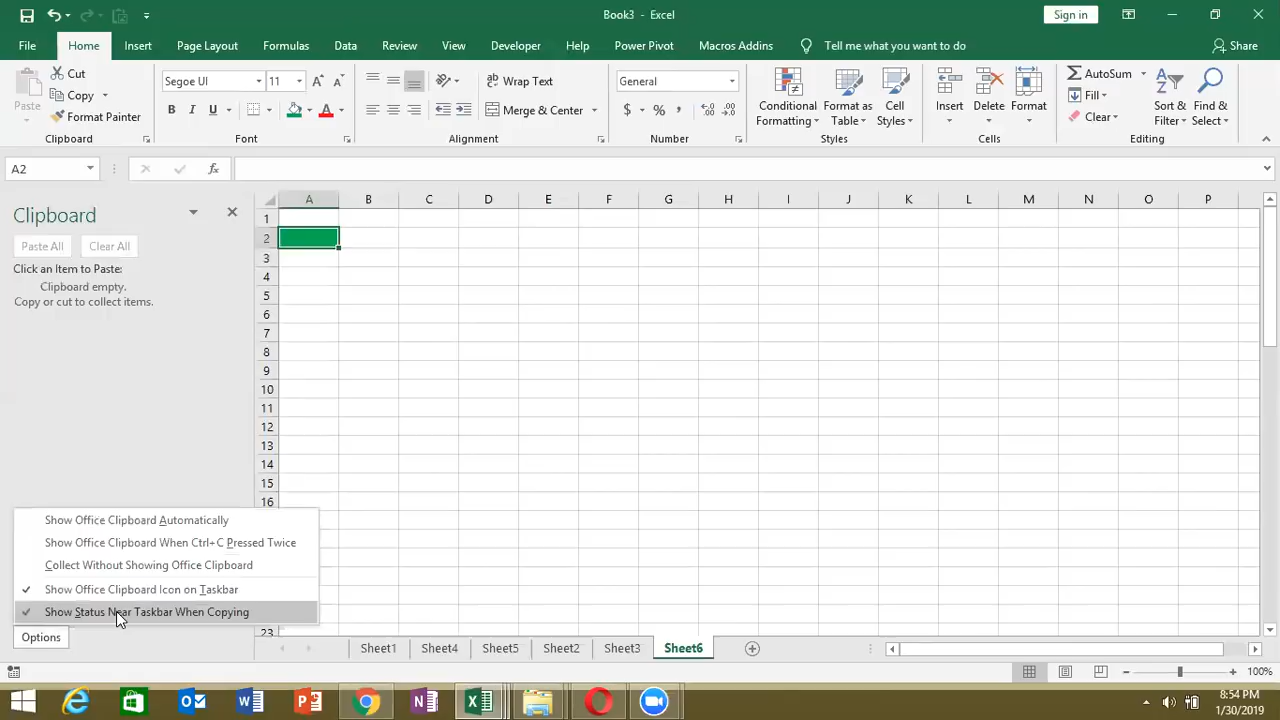 Book3 - Excel
Sign in
File Home Insert Page Layout Formulas Data Review View Developer Help Power Pivot Macros Addins Tell me what you want to do Share
Paste
Cut
Copy
Format Painter
Clipboard
Segoe UI 11
B I U
Font
Wrap Text
Merge & Center
Alignment
General
$ % ,
Number
Conditional Formatting
Format as Table
Cell Styles
Styles
Insert
Delete
Format
Cells
AutoSum
Fill
Clear
Sort & Filter
Find & Select
Editing
A2
fx
Clipboard
Paste All Clear All
Click an Item to Paste:
Clipboard empty.
Copy or cut to collect items.
A B C D E F G H I J K L M N O P
1
2
3
4
5
6
7
8
9
10
11
12
13
14
15
16
23
Show Office Clipboard Automatically
Show Office Clipboard When Ctrl+C Pressed Twice
Collect Without Showing Office Clipboard
Show Office Clipboard Icon on Taskbar
Show Status Near Taskbar When Copying
Options
Sheet1 Sheet4 Sheet5 Sheet2 Sheet3 Sheet6
100%
8:54 PM
1/30/2019